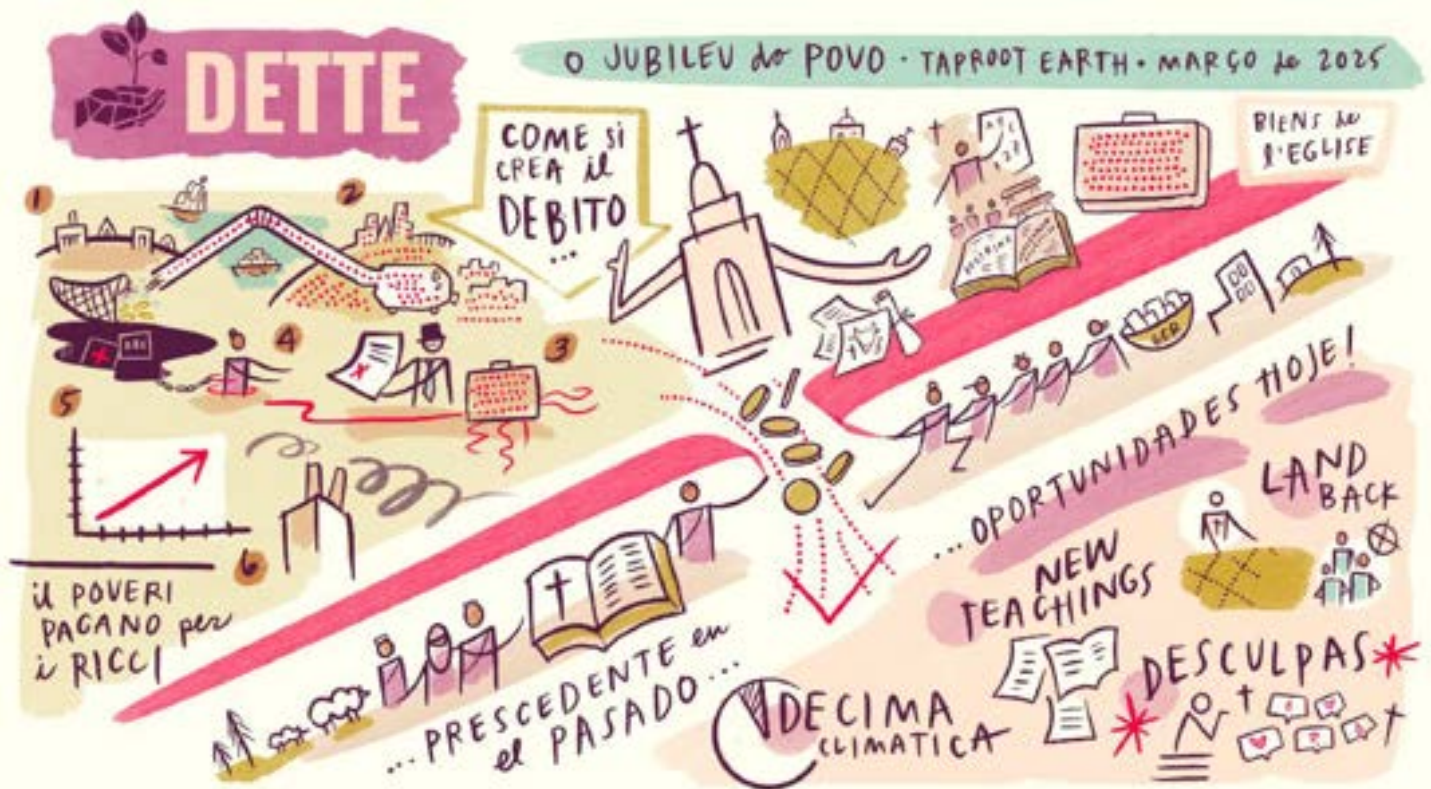 DETTE
O JUBILEU do POVO · TAPROOT EARTH · MARÇO de 2025
COME Si
CREA il
DEBITO
...
BIENS de
l'EGLISE
1
2
3
4
5
6
il POVERI
PAGANO per
i RICCI
...PRESCEDENTE en
el PASADO...
...OPORTUNIDADES HOJE!
LAND
BACK
NEW
TEACHINGS
DESCULPAS
DECIMA
CLIMATICA